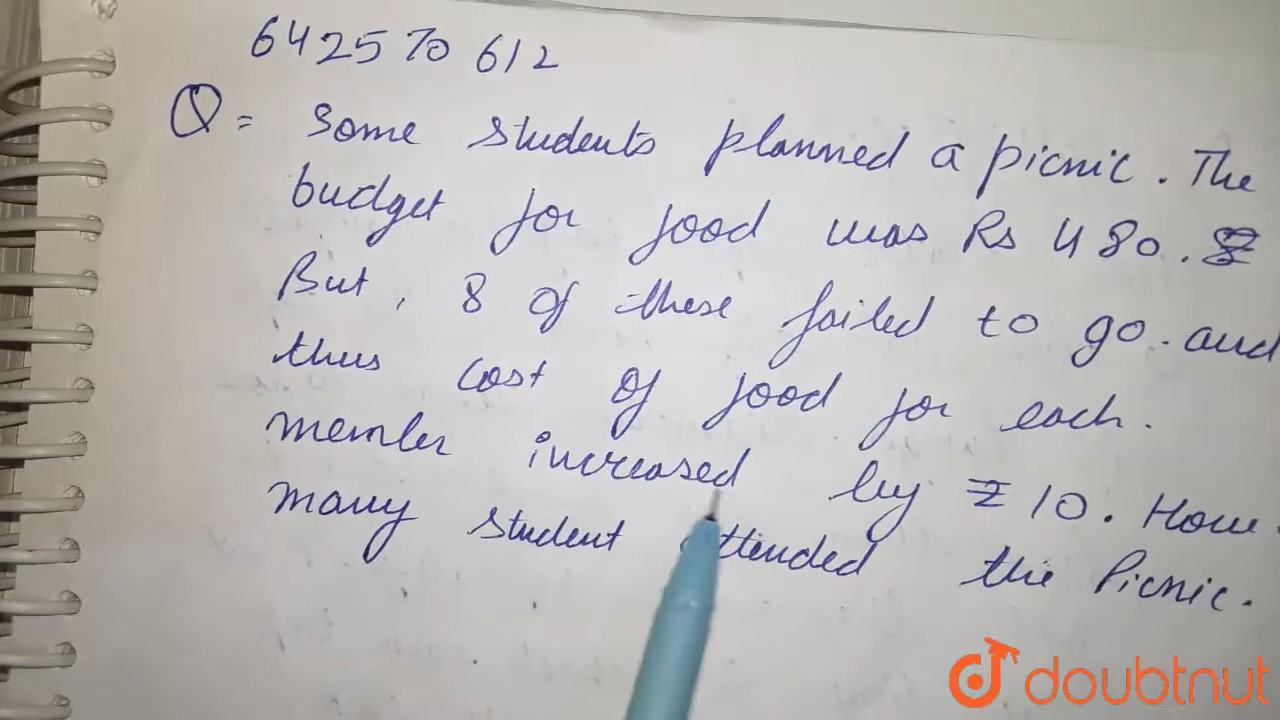 6425 70 612
Q = Some students planned a picnic. The
budget for food was Rs 480.
But, 8 of these failed to go. and
thus cost of food for each.
member increased by ₹ 10. How
many student attended the Picnic.
doubtnut